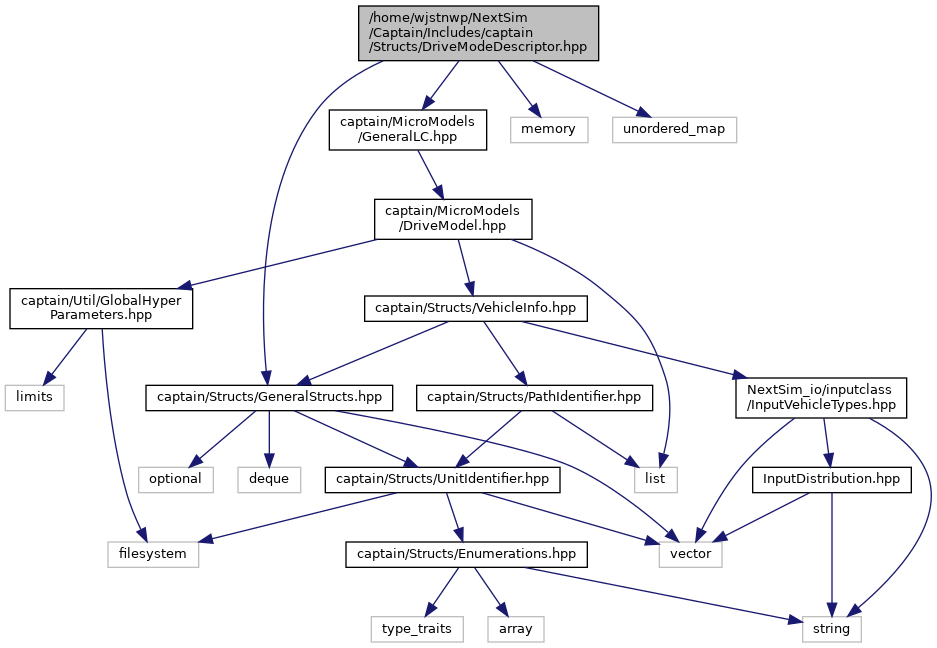 /home/wjstnwp/NextSim
/Captain/Includes/captain
/Structs/DriveModeDescriptor.hpp
captain/MicroModels
/GeneralLC.hpp
memory
unordered_map
captain/MicroModels
/DriveModel.hpp
captain/Util/GlobalHyper
Parameters.hpp
captain/Structs/VehicleInfo.hpp
limits
captain/Structs/GeneralStructs.hpp
captain/Structs/PathIdentifier.hpp
NextSim_io/inputclass
/InputVehicleTypes.hpp
optional
deque
captain/Structs/UnitIdentifier.hpp
list
InputDistribution.hpp
filesystem
captain/Structs/Enumerations.hpp
vector
type_traits
array
string